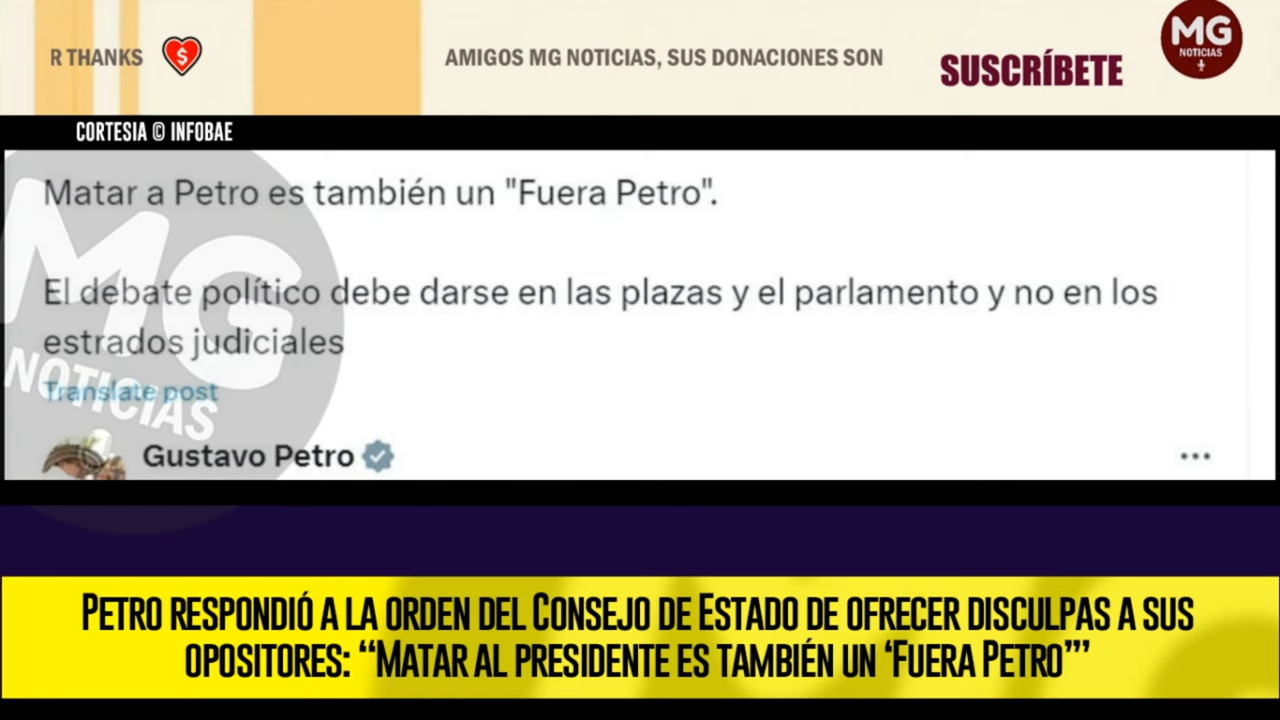 R THANKS
AMIGOS MG NOTICIAS, SUS DONACIONES SON
SUSCRÍBETE
MG
NOTICIAS
CORTESIA © INFOBAE
Matar a Petro es también un "Fuera Petro".
El debate político debe darse en las plazas y el parlamento y no en los
estrados judiciales
Translate post
MG
NOTICIAS
Gustavo Petro
PETRO RESPONDIÓ A LA ORDEN DEL CONSEJO DE ESTADO DE OFRECER DISCULPAS A SUS
OPOSITORES: “MATAR AL PRESIDENTE ES TAMBIÉN UN ‘FUERA PETRO’”